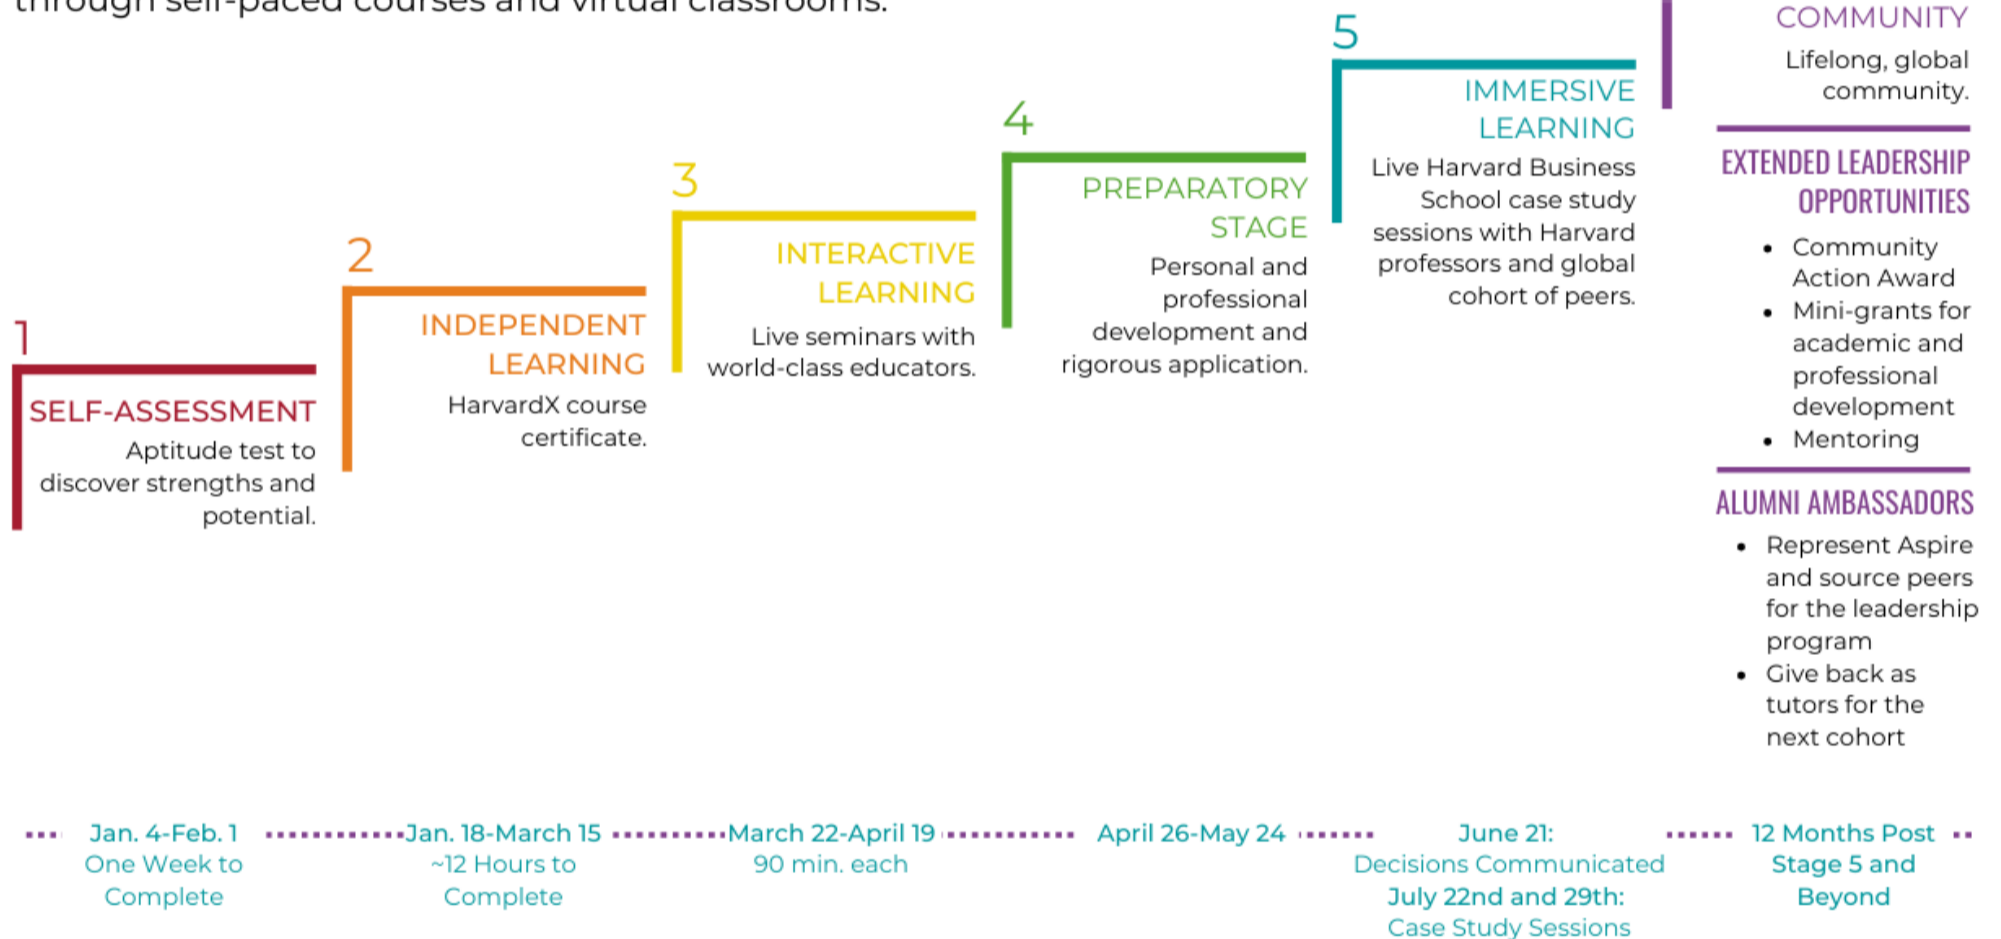 through self-paced courses and virtual classrooms.
1
SELF-ASSESSMENT
Aptitude test to
discover strengths and
potential.
2
INDEPENDENT
LEARNING
HarvardX course
certificate.
3
INTERACTIVE
LEARNING
Live seminars with
world-class educators.
4
PREPARATORY
STAGE
Personal and
professional
development and
rigorous application.
5
IMMERSIVE
LEARNING
Live Harvard Business
School case study
sessions with Harvard
professors and global
cohort of peers.
COMMUNITY
Lifelong, global
community.
EXTENDED LEADERSHIP
OPPORTUNITIES
• Community
Action Award
• Mini-grants for
academic and
professional
development
• Mentoring
ALUMNI AMBASSADORS
• Represent Aspire
and source peers
for the leadership
program
• Give back as
tutors for the
next cohort
Jan. 4-Feb. 1
One Week to
Complete
Jan. 18-March 15
~12 Hours to
Complete
March 22-April 19
90 min. each
April 26-May 24
June 21:
Decisions Communicated
July 22nd and 29th:
Case Study Sessions
12 Months Post
Stage 5 and
Beyond